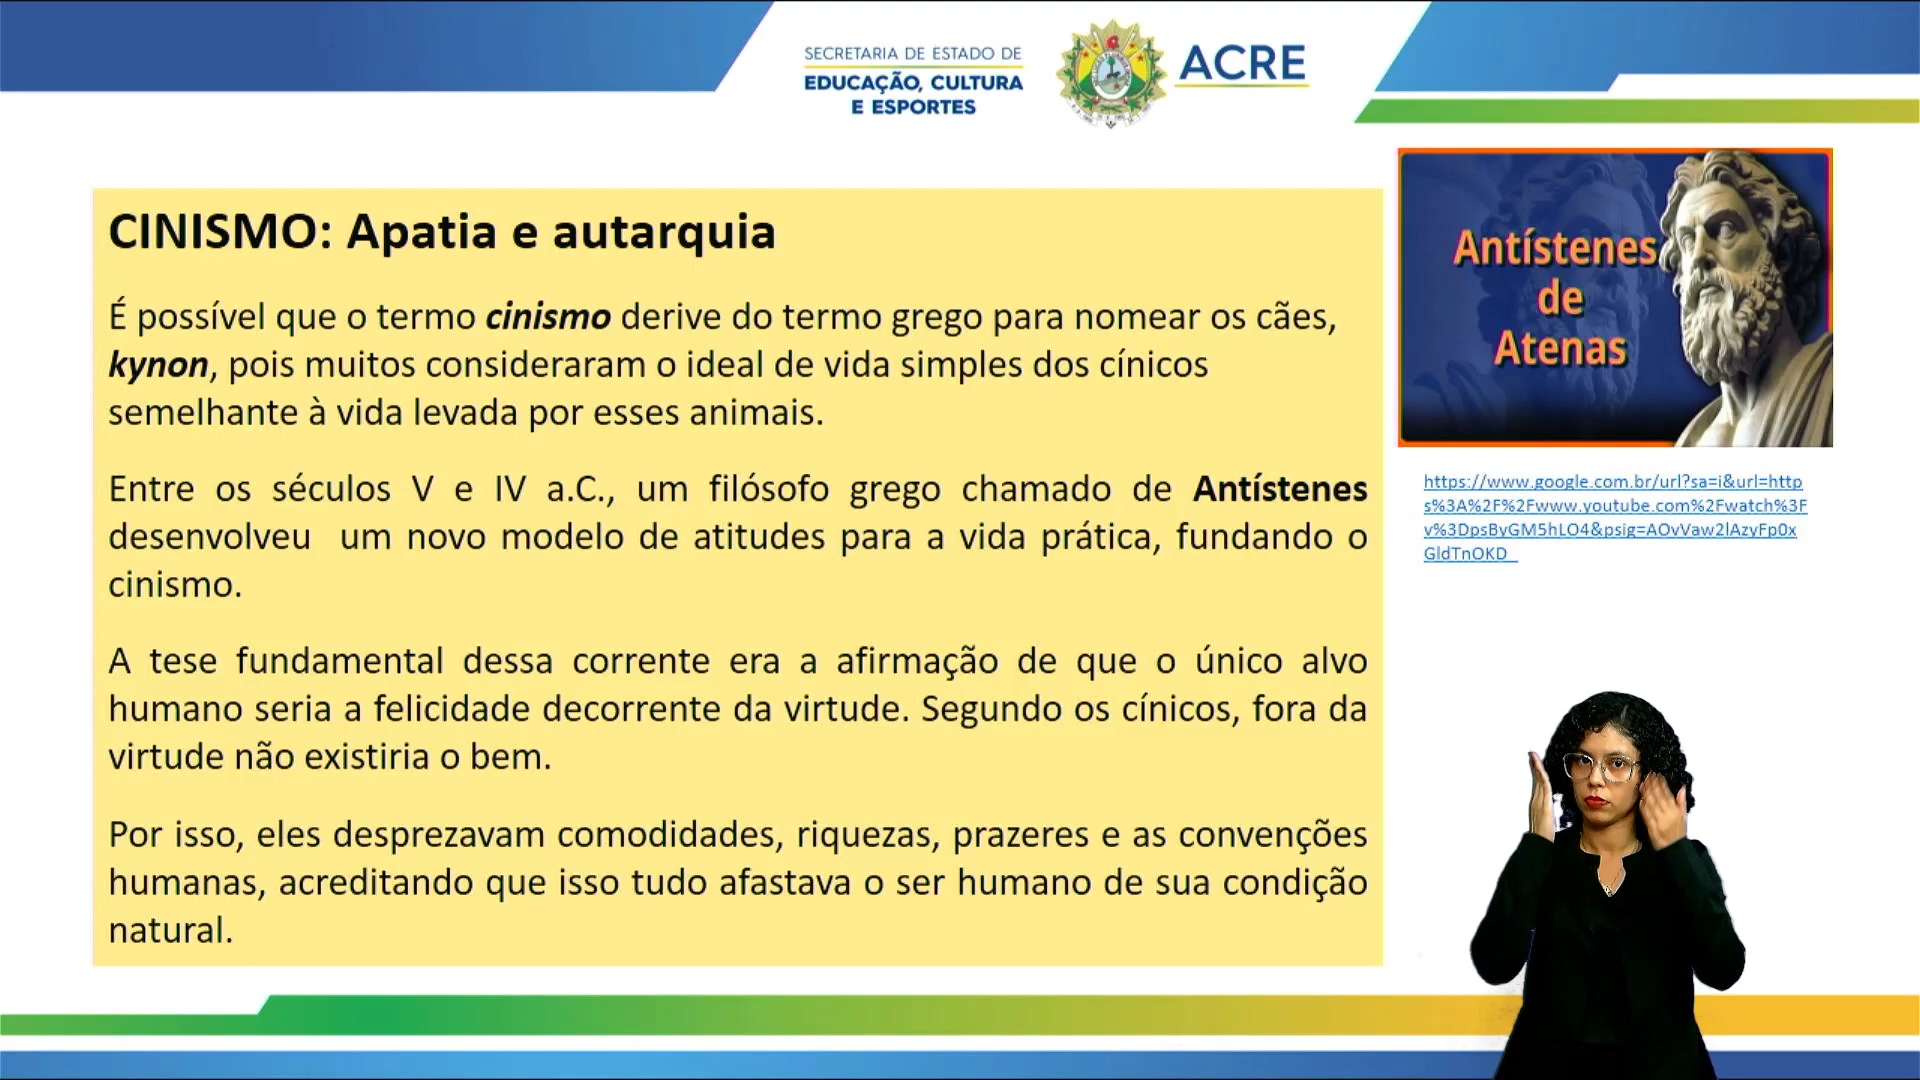 SECRETARIA DE ESTADO DE
EDUCAÇÃO, CULTURA
E ESPORTES
ACRE
CINISMO: Apatia e autarquia
É possível que o termo cinismo derive do termo grego para nomear os cães,
kynon, pois muitos consideraram o ideal de vida simples dos cínicos
semelhante à vida levada por esses animais.
Entre os séculos V e IV a.C., um filósofo grego chamado de Antístenes
desenvolveu um novo modelo de atitudes para a vida prática, fundando o
cinismo.
A tese fundamental dessa corrente era a afirmação de que o único alvo
humano seria a felicidade decorrente da virtude. Segundo os cínicos, fora da
virtude não existiria o bem.
Por isso, eles desprezavam comodidades, riquezas, prazeres e as convenções
humanas, acreditando que isso tudo afastava o ser humano de sua condição
natural.
Antístenes
de
Atenas
https://www.google.com.br/url?sa=i&url=http
s%3A%2F%2Fwww.youtube.com%2Fwatch%3F
v%3DpsByGM5hLO4&psig=AOvVaw2lAzyFp0x
GldTnOKD_